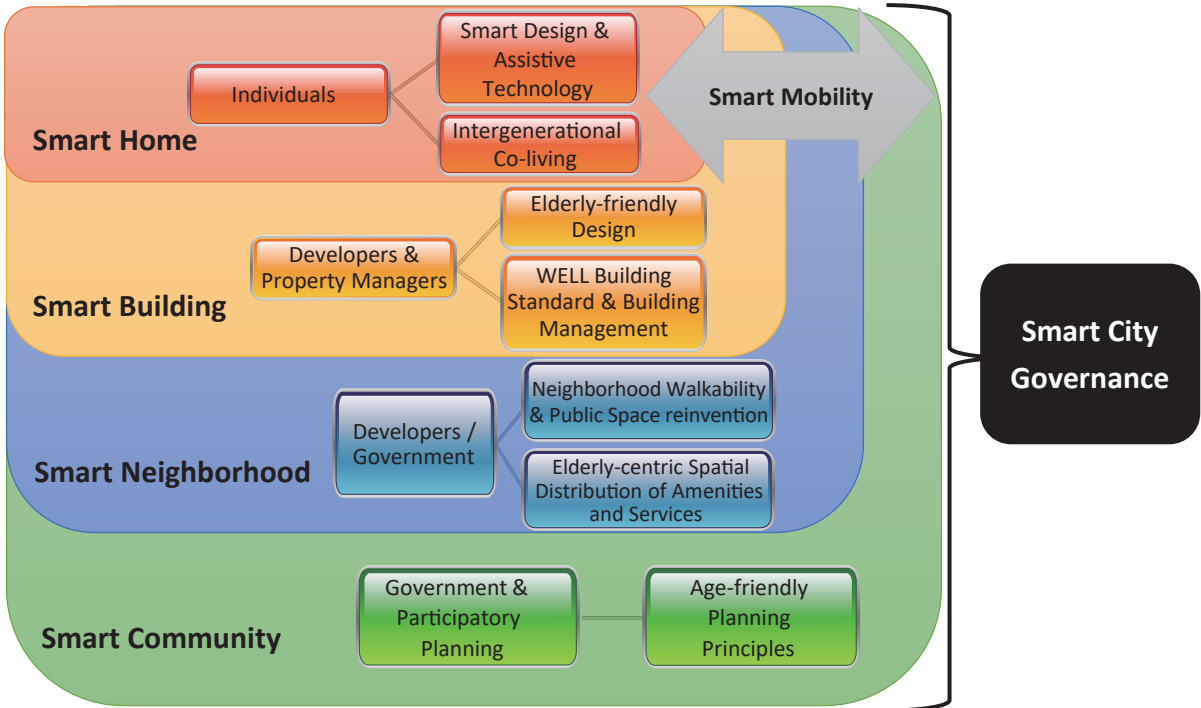 Smart Home
Individuals
Smart Design &
Assistive
Technology
Intergenerational
Co-living
Smart Mobility
Smart Building
Developers &
Property Managers
Elderly-friendly
Design
WELL Building
Standard & Building
Management
Smart Neighborhood
Developers /
Government
Neighborhood Walkability
& Public Space reinvention
Elderly-centric Spatial
Distribution of Amenities
and Services
Smart Community
Government &
Participatory
Planning
Age-friendly
Planning
Principles
Smart City
Governance